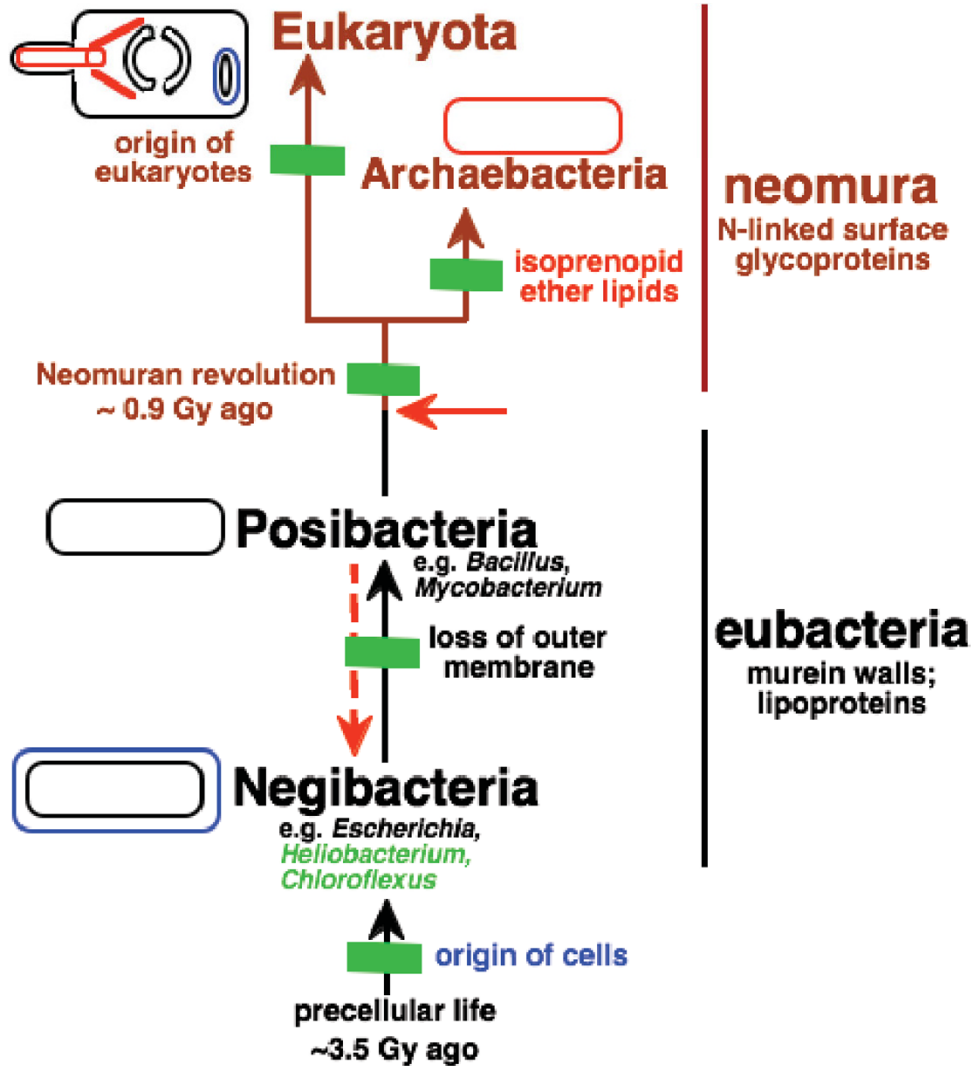 Eukaryota
origin of
eukaryotes
Archaebacteria
isoprenopid
ether lipids
neomura
N-linked surface
glycoproteins
Neomuran revolution
~ 0.9 Gy ago
Posibacteria
e.g. Bacillus,
Mycobacterium
loss of outer
membrane
eubacteria
murein walls;
lipoproteins
Negibacteria
e.g. Escherichia,
Heliobacterium,
Chloroflexus
origin of cells
precellular life
~3.5 Gy ago